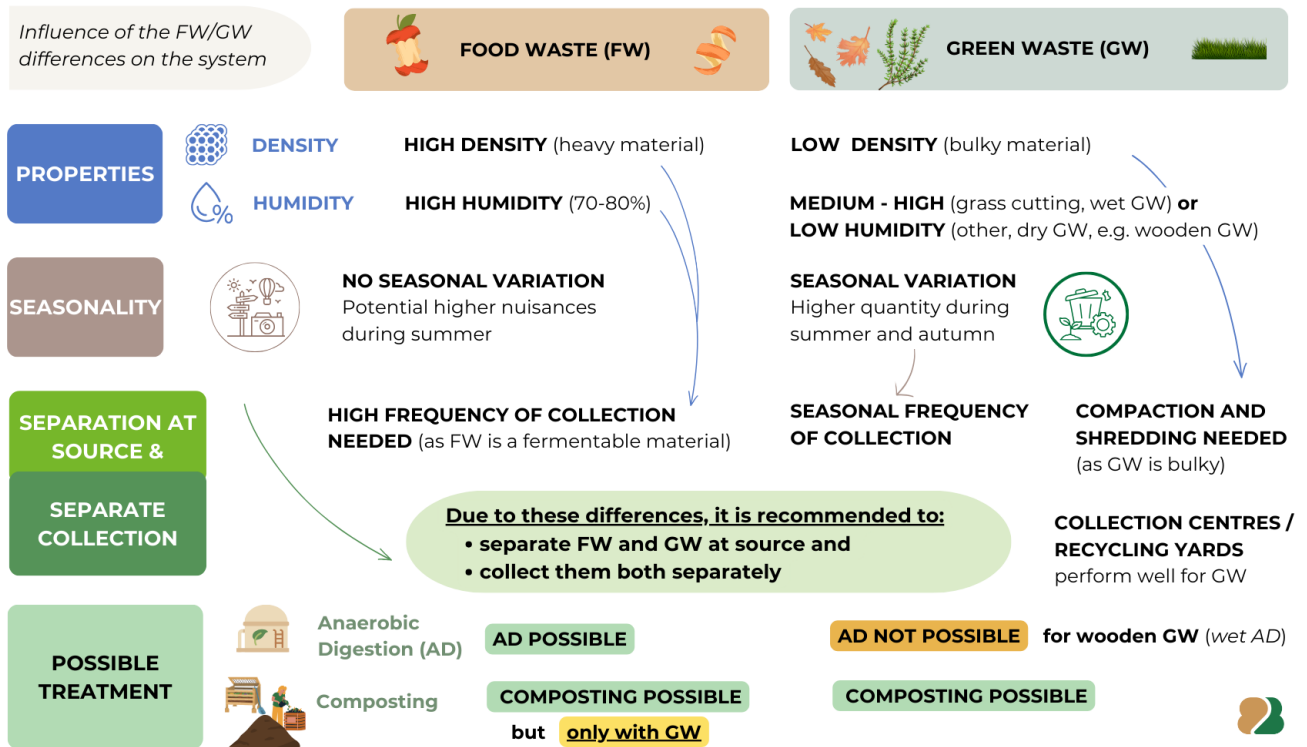 Influence of the FW/GW
differences on the system
FOOD WASTE (FW)
GREEN WASTE (GW)
PROPERTIES
DENSITY
HIGH DENSITY (heavy material)
LOW DENSITY (bulky material)
HUMIDITY
HIGH HUMIDITY (70-80%)
MEDIUM - HIGH (grass cutting, wet GW) or
LOW HUMIDITY (other, dry GW, e.g. wooden GW)
%
SEASONALITY
NO SEASONAL VARIATION
Potential higher nuisances
during summer
SEASONAL VARIATION
Higher quantity during
summer and autumn
SEPARATION AT
SOURCE &
SEPARATE
COLLECTION
HIGH FREQUENCY OF COLLECTION
NEEDED (as FW is a fermentable material)
SEASONAL FREQUENCY
OF COLLECTION
COMPACTION AND
SHREDDING NEEDED
(as GW is bulky)
Due to these differences, it is recommended to:
• separate FW and GW at source and
• collect them both separately
COLLECTION CENTRES /
RECYCLING YARDS
perform well for GW
POSSIBLE
TREATMENT
Anaerobic
Digestion (AD)
AD POSSIBLE
AD NOT POSSIBLE for wooden GW (wet AD)
Composting
COMPOSTING POSSIBLE
but only with GW
COMPOSTING POSSIBLE